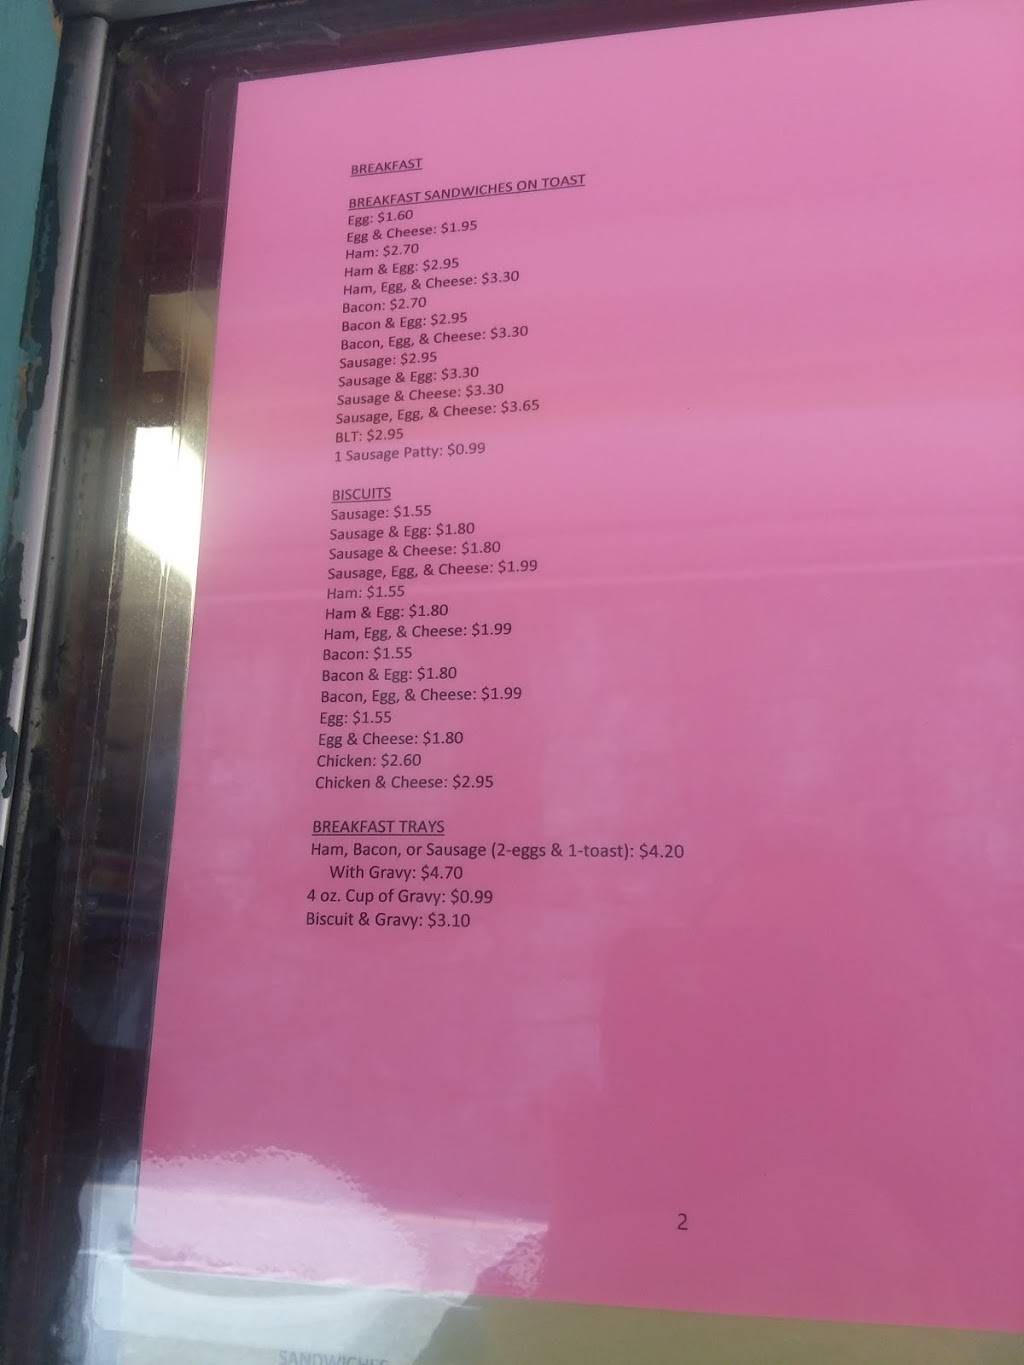 BREAKFAST
BREAKFAST SANDWICHES ON TOAST
Egg: $1.60
Egg & Cheese: $1.95
Ham: $2.70
Ham & Egg: $2.95
Ham, Egg, & Cheese: $3.30
Bacon: $2.70
Bacon & Egg: $2.95
Bacon, Egg, & Cheese: $3.30
Sausage: $2.95
Sausage & Egg: $3.30
Sausage & Cheese: $3.30
Sausage, Egg, & Cheese: $3.65
BLT: $2.95
1 Sausage Patty: $0.99
BISCUITS
Sausage: $1.55
Sausage & Egg: $1.80
Sausage & Cheese: $1.80
Sausage, Egg, & Cheese: $1.99
Ham: $1.55
Ham & Egg: $1.80
Ham, Egg, & Cheese: $1.99
Bacon: $1.55
Bacon & Egg: $1.80
Bacon, Egg, & Cheese: $1.99
Egg: $1.55
Egg & Cheese: $1.80
Chicken: $2.60
Chicken & Cheese: $2.95
BREAKFAST TRAYS
Ham, Bacon, or Sausage (2-eggs & 1-toast): $4.20
With Gravy: $4.70
4 oz. Cup of Gravy: $0.99
Biscuit & Gravy: $3.10
2
SANDWICHES